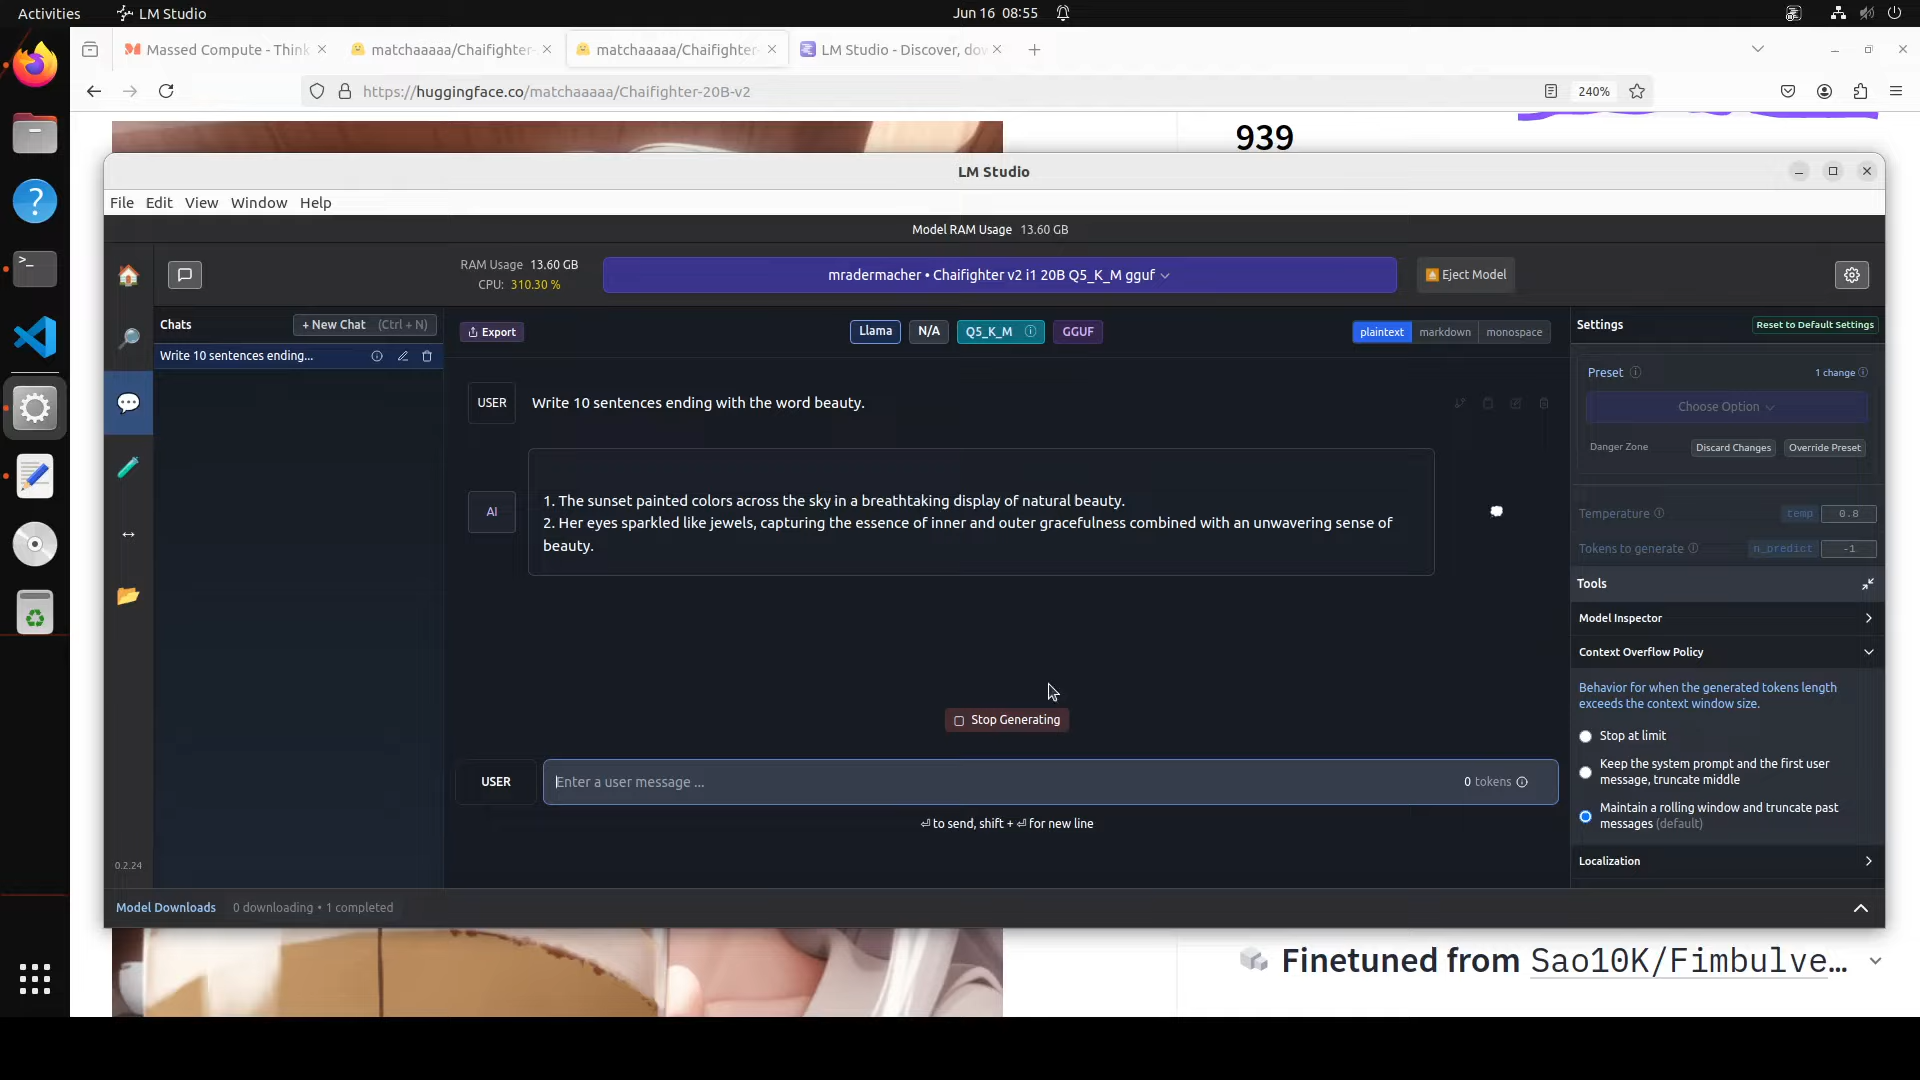 Activities
LM Studio
Jun 16 08:55
Massed Compute - Think
matchaaaaa/Chaifighter-
matchaaaaa/Chaifighter-
LM Studio - Discover, dow
https://huggingface.co/matchaaaaa/Chaifighter-20B-v2
240%
939
LM Studio
File Edit View Window Help
Model RAM Usage 13.60 GB
RAM Usage 13.60 GB
CPU: 310.30 %
mradermacher • Chaifighter v2 i1 20B Q5_K_M gguf
Eject Model
Chats
+ New Chat (Ctrl + N)
Export
Llama
N/A
Q5_K_M
GGUF
plaintext
markdown
monospace
Settings
Reset to Default Settings
Write 10 sentences ending...
Preset
1 change
Choose Option
Danger Zone
Discard Changes
Override Preset
USER
Write 10 sentences ending with the word beauty.
AI
1. The sunset painted colors across the sky in a breathtaking display of natural beauty.
2. Her eyes sparkled like jewels, capturing the essence of inner and outer gracefulness combined with an unwavering sense of
beauty.
Temperature
temp
0.8
Tokens to generate
n_predict
-1
Tools
Model Inspector
Context Overflow Policy
Behavior for when the generated tokens length
exceeds the context window size.
Stop at limit
Keep the system prompt and the first user
message, truncate middle
Maintain a rolling window and truncate past
messages (default)
Localization
Stop Generating
USER
Enter a user message ...
0 tokens
⏎ to send, shift + ⏎ for new line
0.2.24
Model Downloads
0 downloading • 1 completed
Finetuned from Sao10K/Fimbulve…